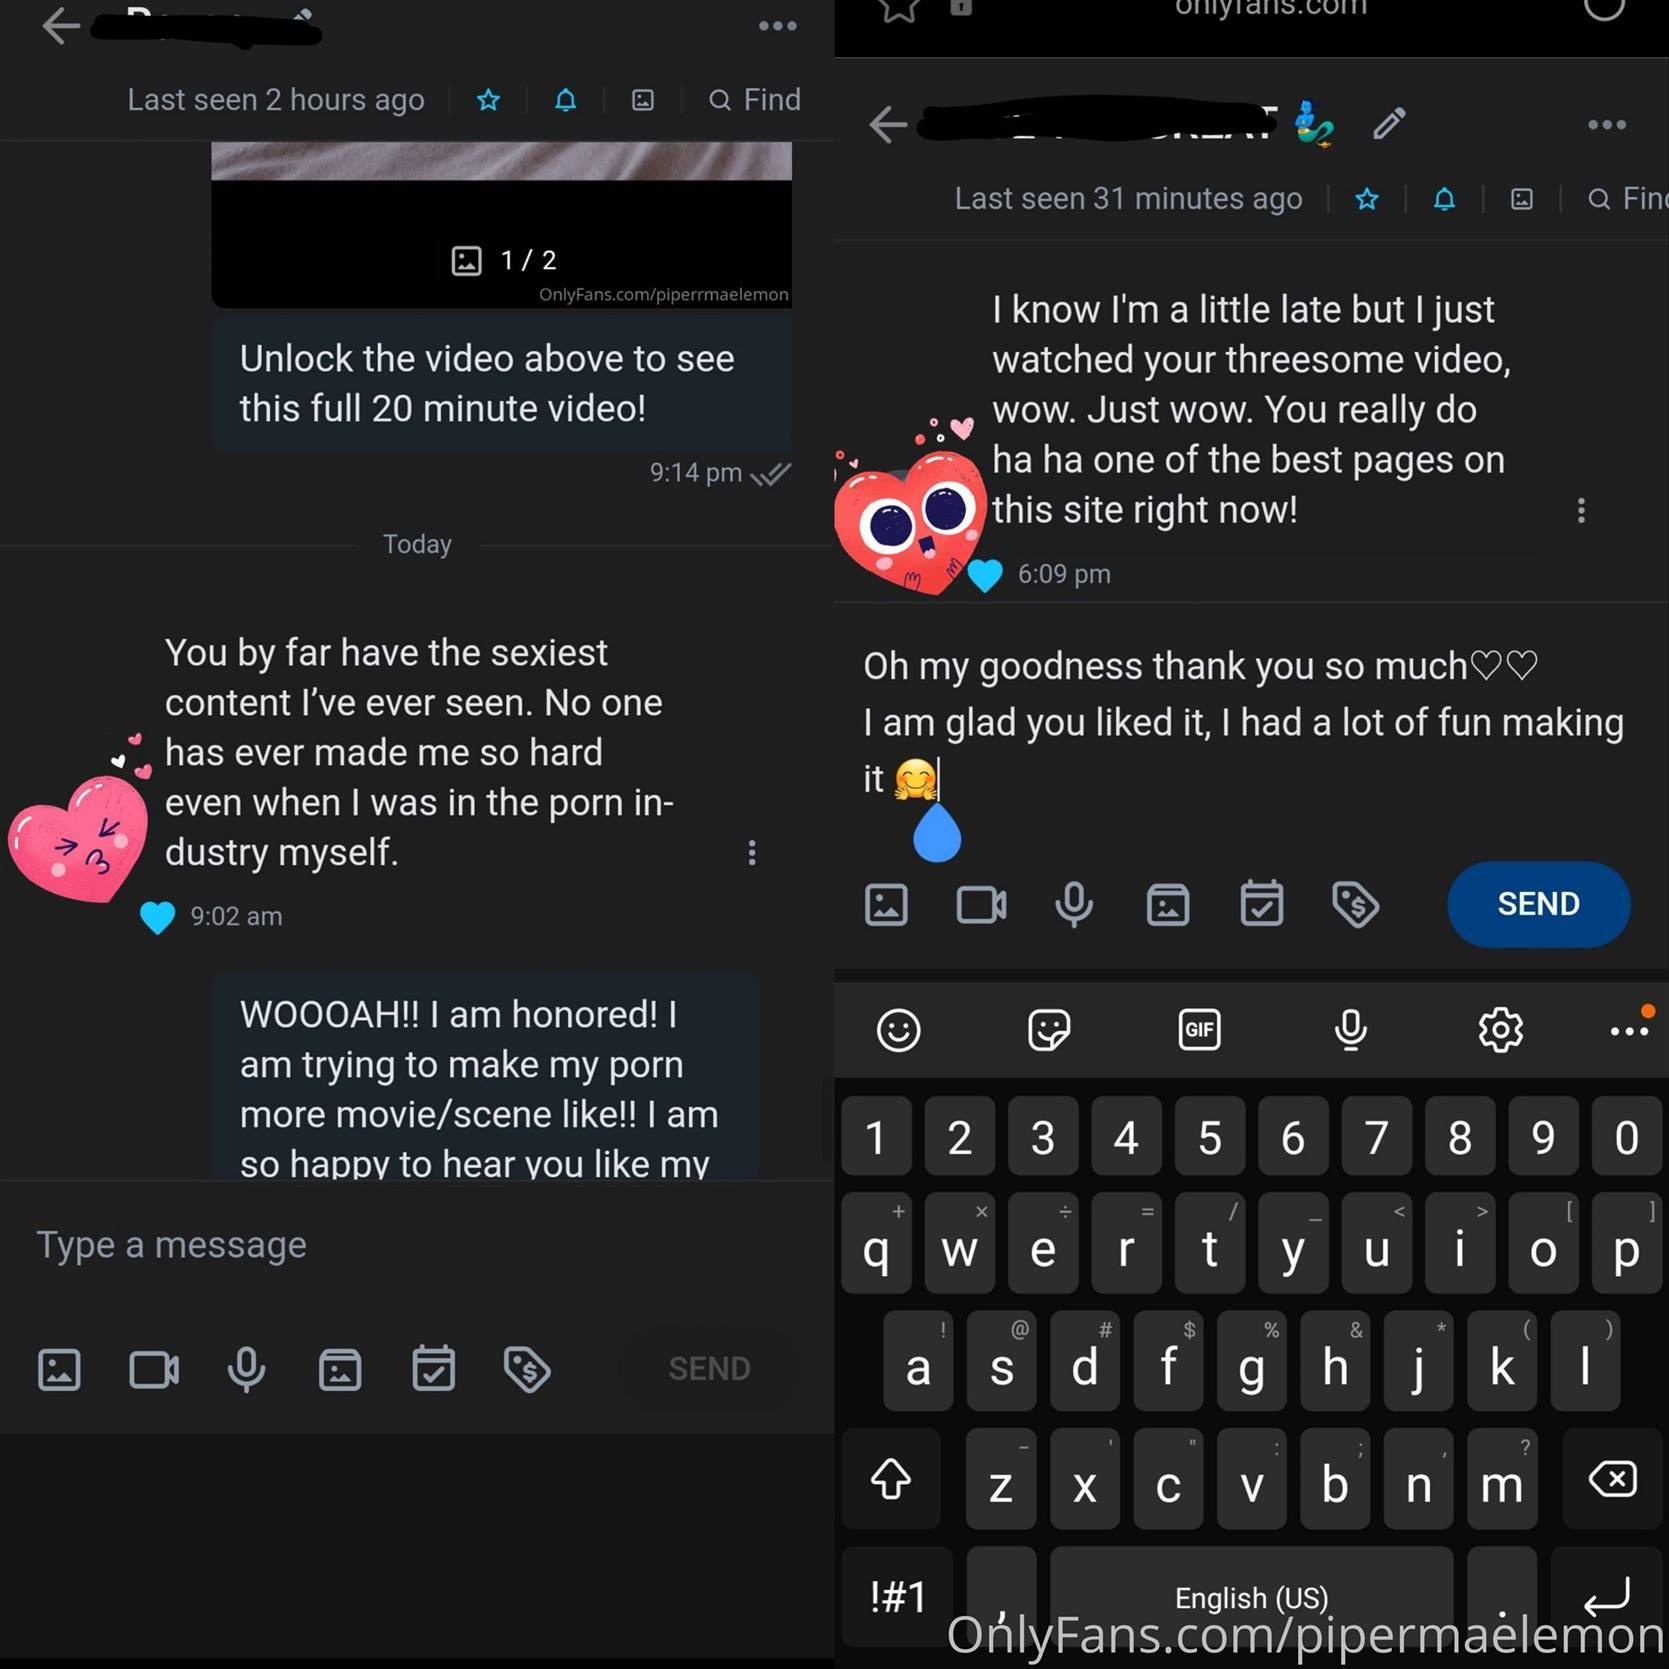 Last seen 2 hours ago
Find
1 / 2
OnlyFans.com/piperrmaelemon
Unlock the video above to see
this full 20 minute video!
9:14 pm
Today
You by far have the sexiest
content I’ve ever seen. No one
has ever made me so hard
even when I was in the porn in-
dustry myself.
9:02 am
WOOOAH!! I am honored! I
am trying to make my porn
more movie/scene like!! I am
so happy to hear you like my
Type a message
SEND
onlyfans.com
Last seen 31 minutes ago
I know I'm a little late but I just
watched your threesome video,
wow. Just wow. You really do
ha ha one of the best pages on
this site right now!
6:09 pm
Oh my goodness thank you so much♡♡
I am glad you liked it, I had a lot of fun making
it 🤗
SEND
GIF
1 2 3 4 5 6 7 8 9 0
+ × ÷ = / _ < > [ ]
q w e r t y u i o p
! @ # $ % & * ( )
a s d f g h j k l
- ' " : ; , ?
z x c v b n m
!#1 , English (US) .
OnlyFans.com/pipermaelemon